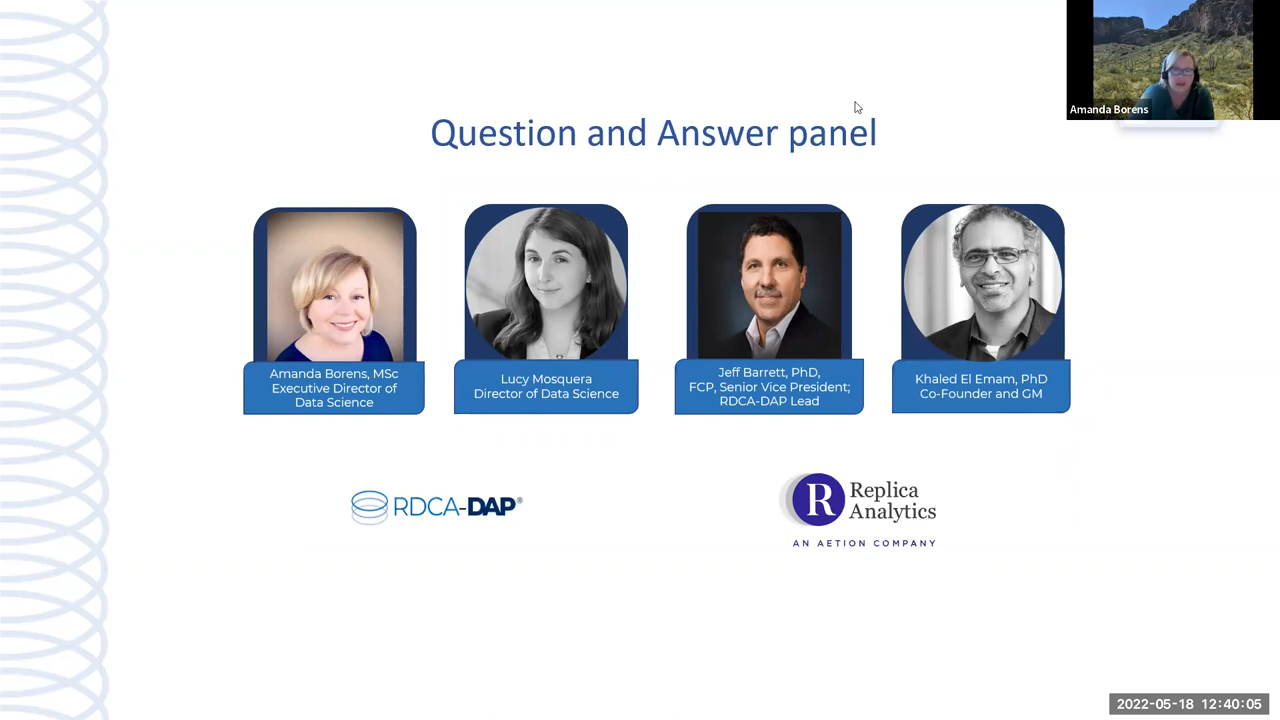 Amanda Borens
Question and Answer panel
Amanda Borens, MSc
Executive Director of
Data Science
Lucy Mosquera
Director of Data Science
Jeff Barrett, PhD,
FCP, Senior Vice President;
RDCA-DAP Lead
Khaled El Emam, PhD
Co-Founder and GM
RDCA-DAP®
R
Replica
Analytics
AN AETION COMPANY
2022-05-18 12:40:05